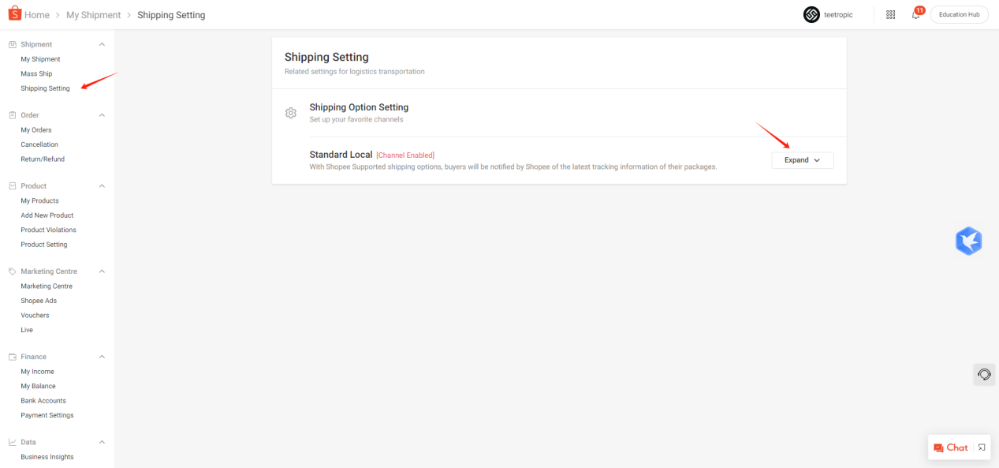 Home > My Shipment > Shipping Setting
teetropic
11
Education Hub
Shipment
My Shipment
Mass Ship
Shipping Setting
Order
My Orders
Cancellation
Return/Refund
Product
My Products
Add New Product
Product Violations
Product Setting
Marketing Centre
Marketing Centre
Shopee Ads
Vouchers
Live
Finance
My Income
My Balance
Bank Accounts
Payment Settings
Data
Business Insights
Shipping Setting
Related settings for logistics transportation
Shipping Option Setting
Set up your favorite channels
Standard Local [Channel Enabled]
With Shopee Supported shipping options, buyers will be notified by Shopee of the latest tracking information of their packages.
Expand
Chat